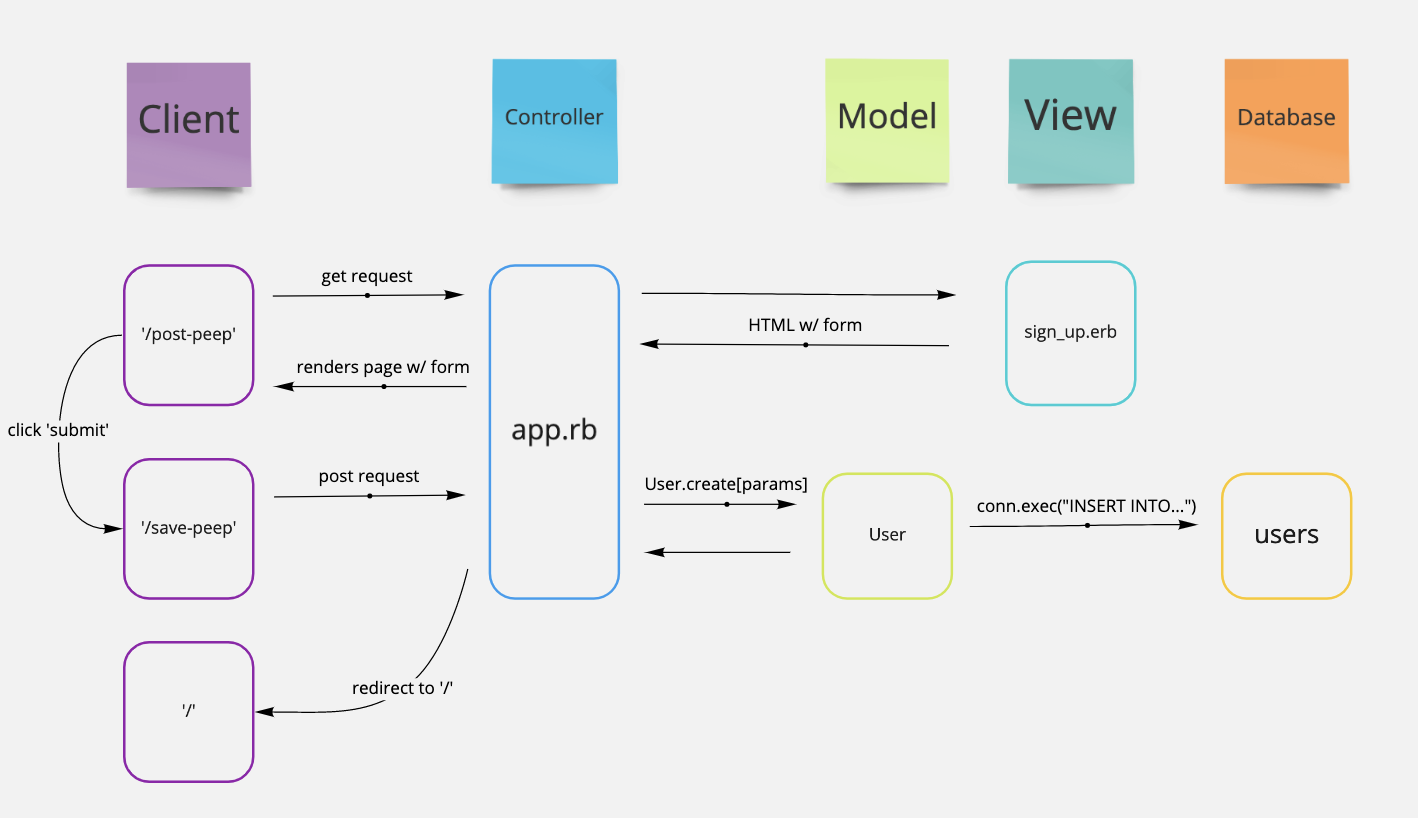 Client
Controller
Model
View
Database
get request
'/post-peep'
renders page w/ form
HTML w/ form
sign_up.erb
click 'submit'
app.rb
post request
'/save-peep'
User.create[params]
User
conn.exec("INSERT INTO...")
users
redirect to '/'
'/'